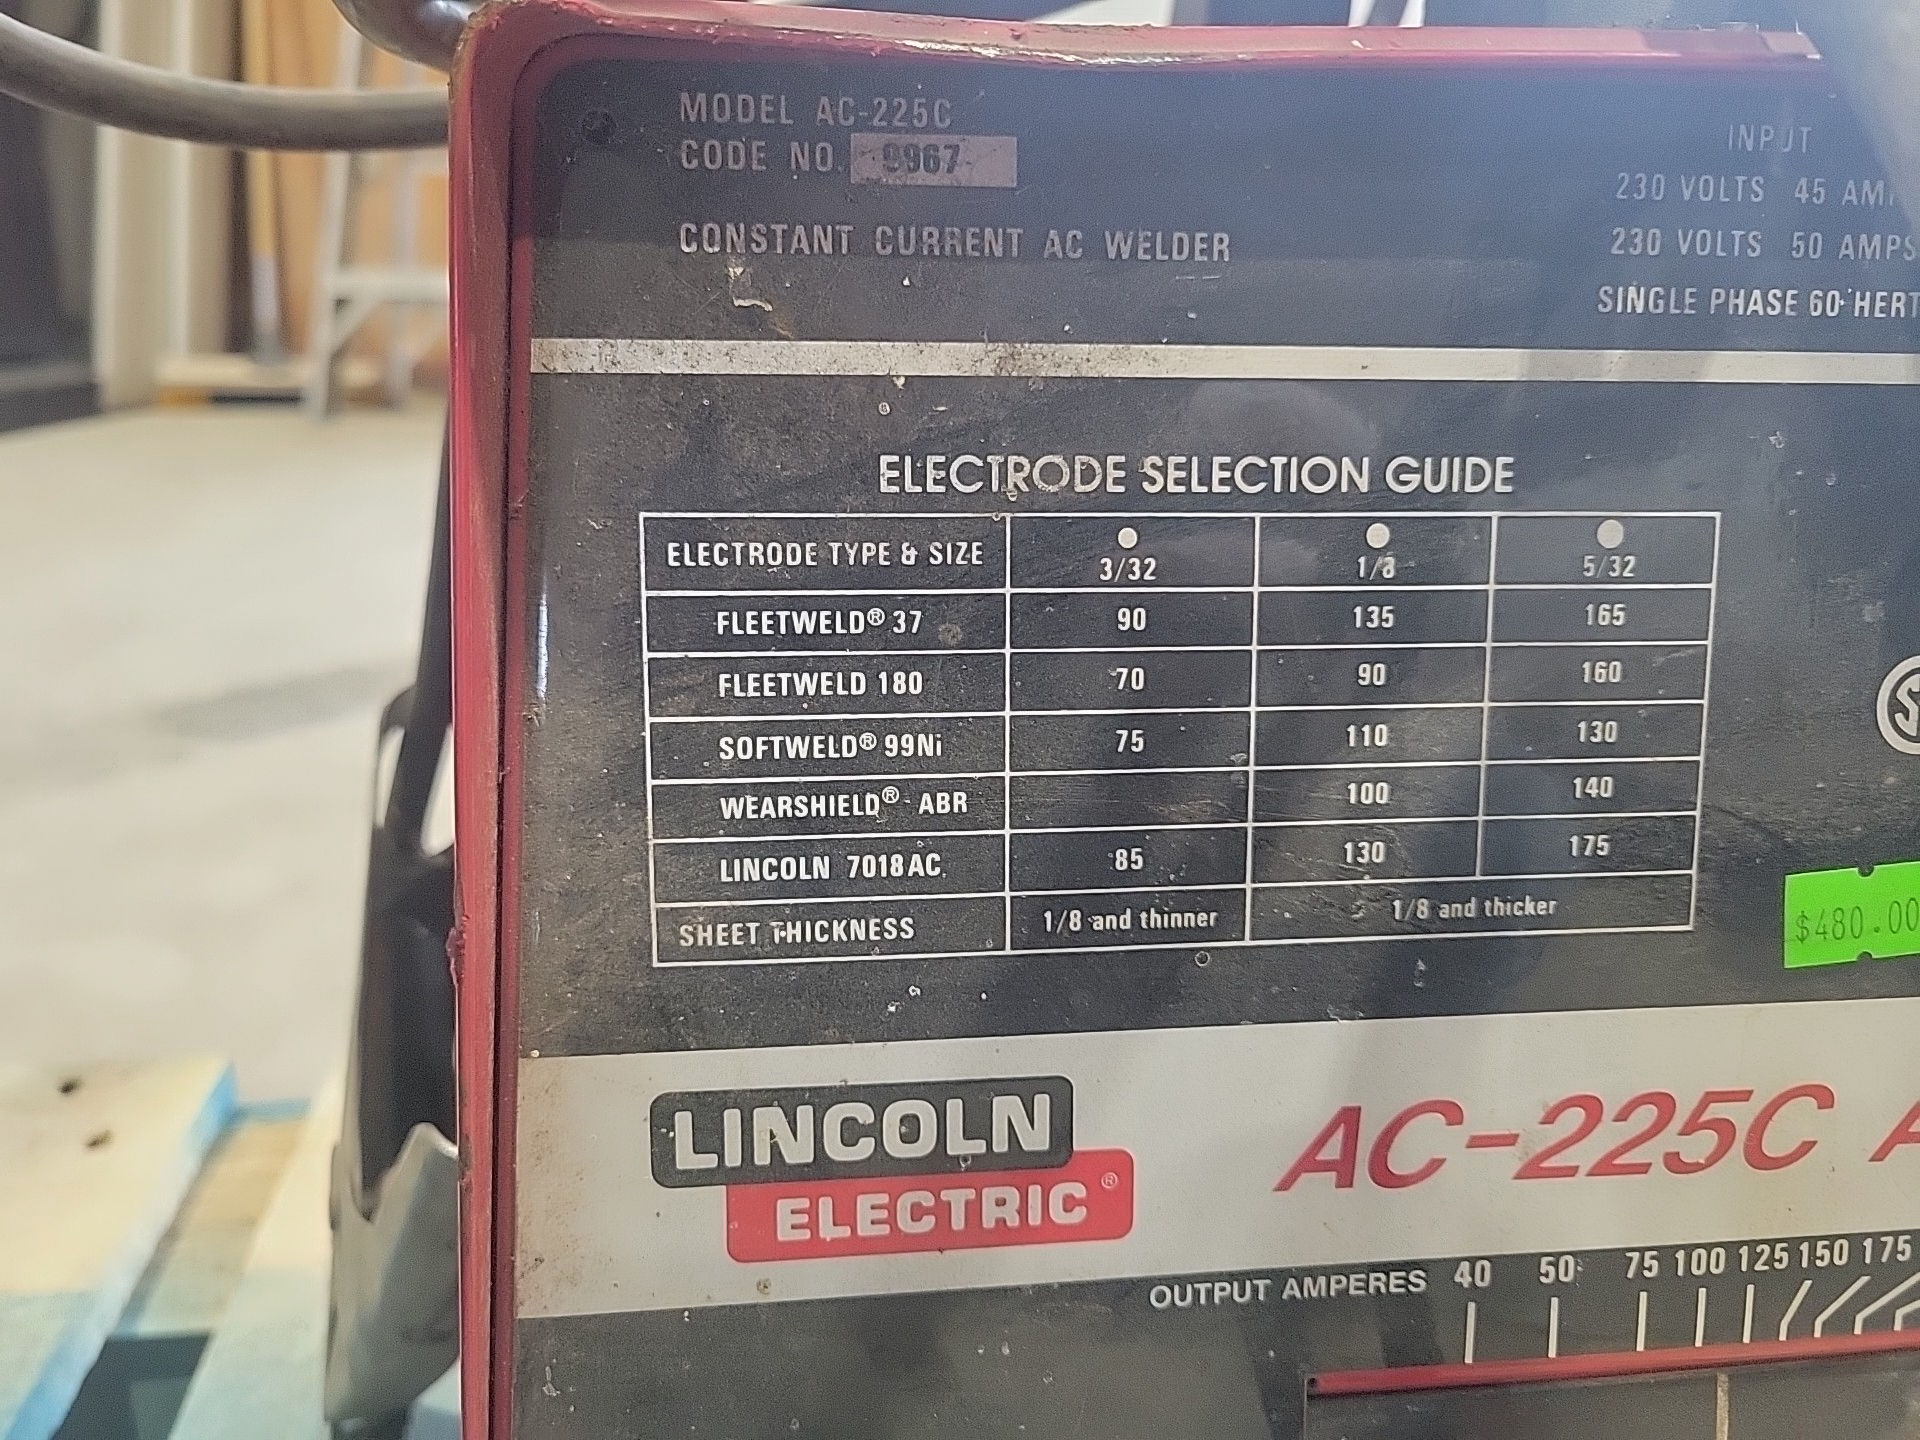 MODEL AC-225C
CODE NO. 9967
CONSTANT CURRENT AC WELDER
INPUT
230 VOLTS 45
230 VOLTS 50 AMPS
SINGLE PHASE 60 HERT
ELECTRODE SELECTION GUIDE
ELECTRODE TYPE & SIZE 3/32 1/8 5/32
FLEETWELD® 37 90 135 165
FLEETWELD 180 70 90 160
SOFTWELD® 99Ni 75 110 130
WEARSHIELD® ABR 100 140
LINCOLN 7018AC 85 130 175
SHEET THICKNESS 1/8 and thinner 1/8 and thicker
$480.00
LINCOLN
ELECTRIC ®
AC-225C
OUTPUT AMPERES 40 50 75 100 125 150 175